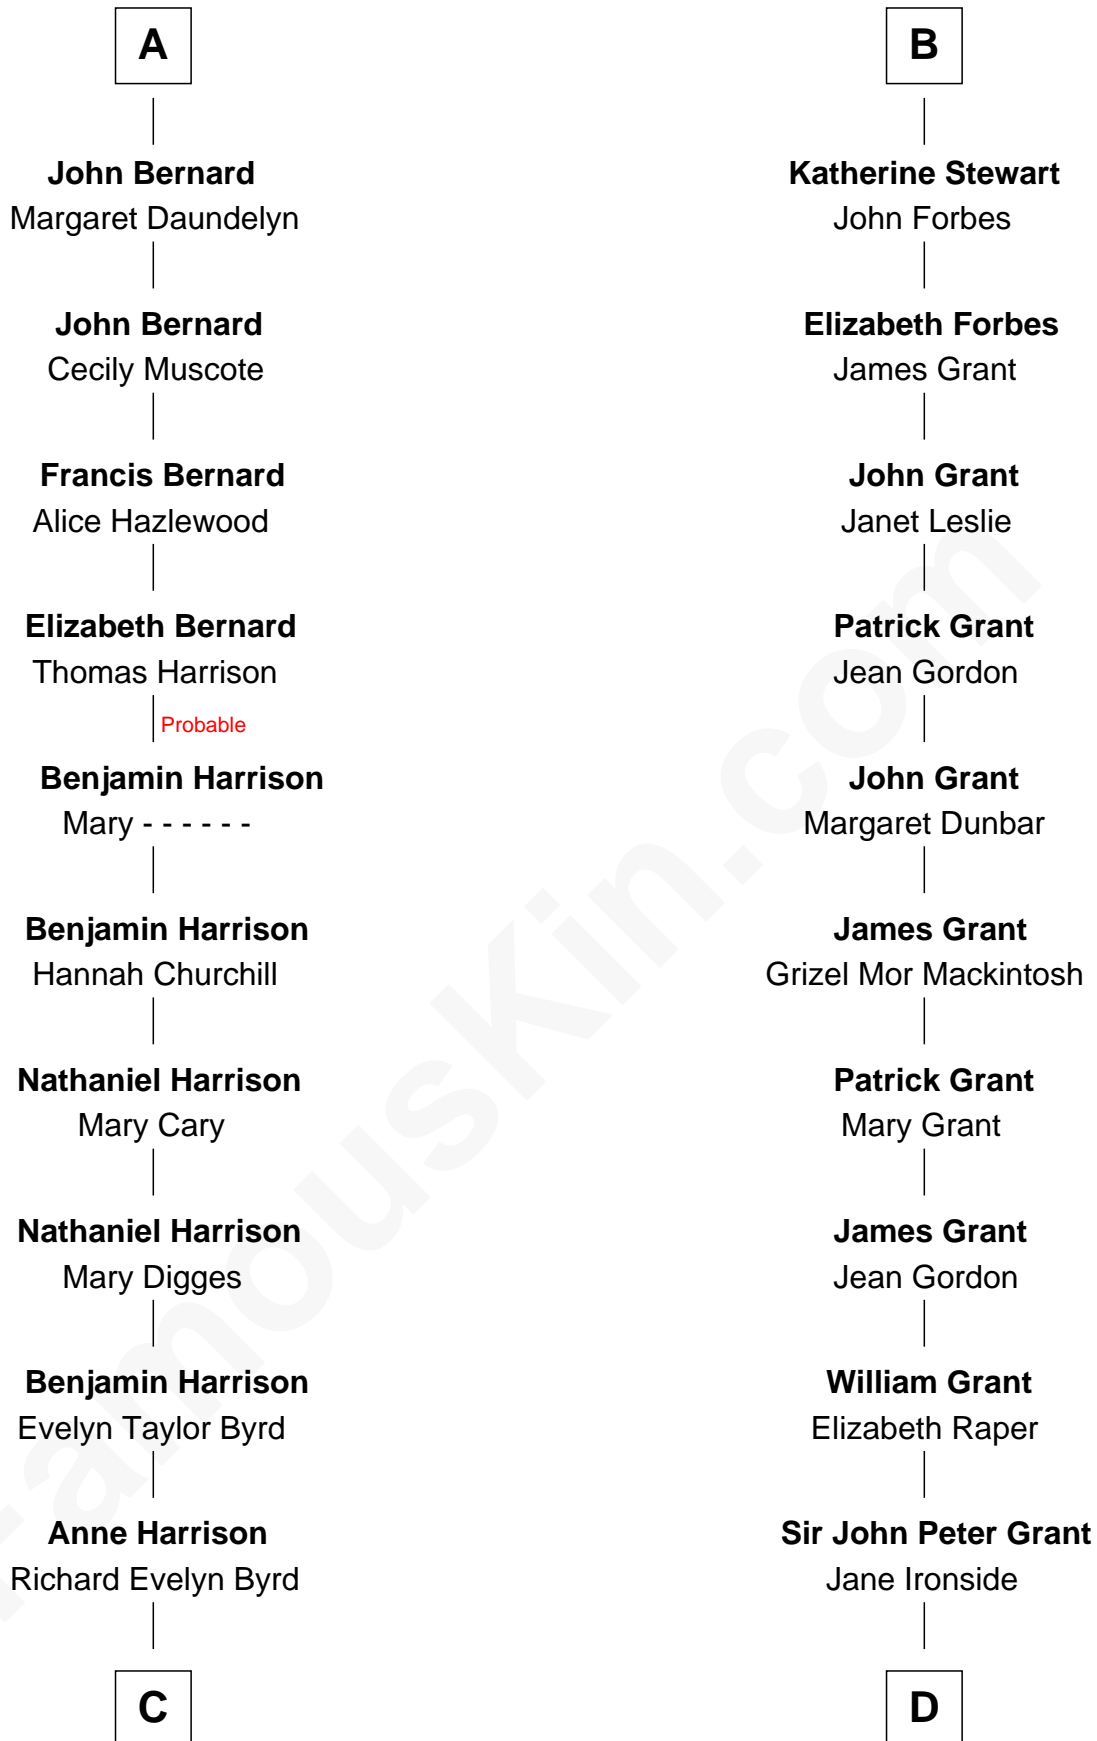 A
John Bernard
Margaret Daundelyn
John Bernard
Cecily Muscote
Francis Bernard
Alice Hazlewood
Elizabeth Bernard
Thomas Harrison
Probable
Benjamin Harrison
Mary - - - - - -
Benjamin Harrison
Hannah Churchill
Nathaniel Harrison
Mary Cary
Nathaniel Harrison
Mary Digges
Benjamin Harrison
Evelyn Taylor Byrd
Anne Harrison
Richard Evelyn Byrd
C
B
Katherine Stewart
John Forbes
Elizabeth Forbes
James Grant
John Grant
Janet Leslie
Patrick Grant
Jean Gordon
John Grant
Margaret Dunbar
James Grant
Grizel Mor Mackintosh
Patrick Grant
Mary Grant
James Grant
Jean Gordon
William Grant
Elizabeth Raper
Sir John Peter Grant
Jane Ironside
D
FamousKin.com